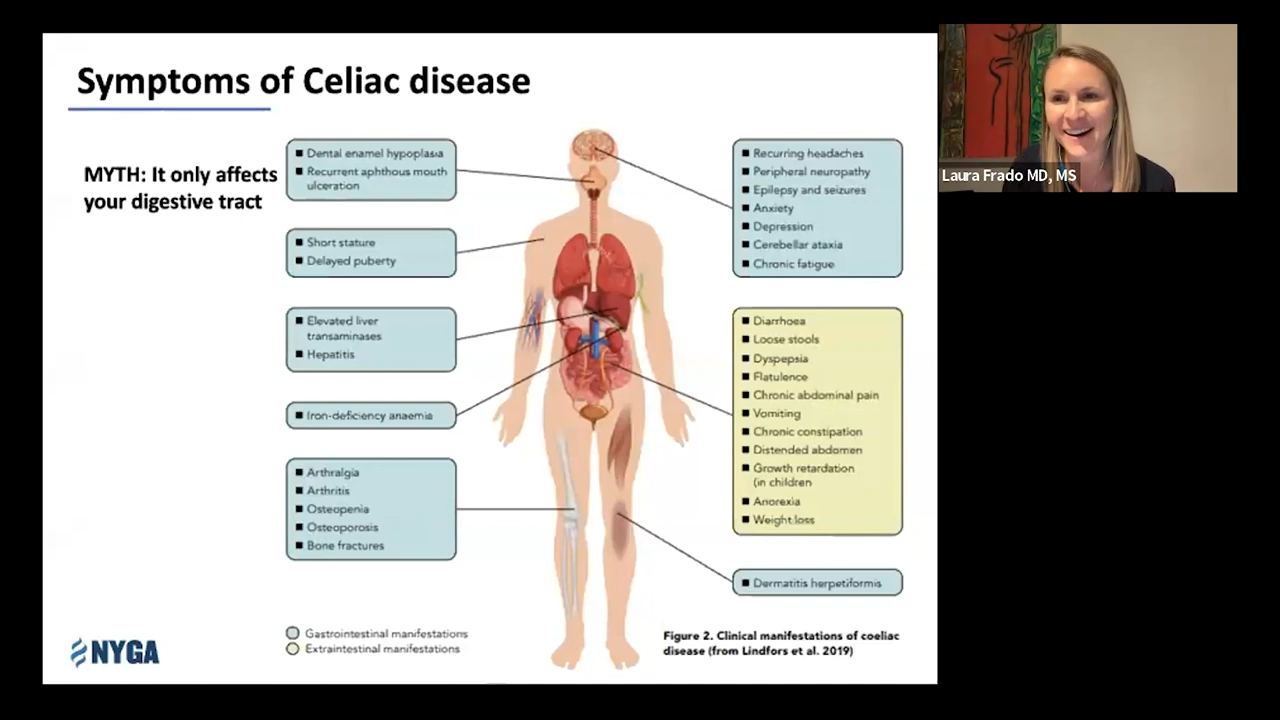 Symptoms of Celiac disease
MYTH: It only affects
your digestive tract
Dental enamel hypoplasia
Recurrent aphthous mouth
ulceration
Short stature
Delayed puberty
Elevated liver
transaminases
Hepatitis
Iron-deficiency anaemia
Arthralgia
Arthritis
Osteopenia
Osteoporosis
Bone fractures
Recurring headaches
Peripheral neuropathy
Epilepsy and seizures
Anxiety
Depression
Cerebellar ataxia
Chronic fatigue
Diarrhoea
Loose stools
Dyspepsia
Flatulence
Chronic abdominal pain
Vomiting
Chronic constipation
Distended abdomen
Growth retardation
(in children
Anorexia
Weight loss
Dermatitis herpetiformis
Gastrointestinal manifestations
Extraintestinal manifestations
Figure 2. Clinical manifestations of coeliac
disease (from Lindfors et al. 2019)
NYGA
Laura Frado MD, MS